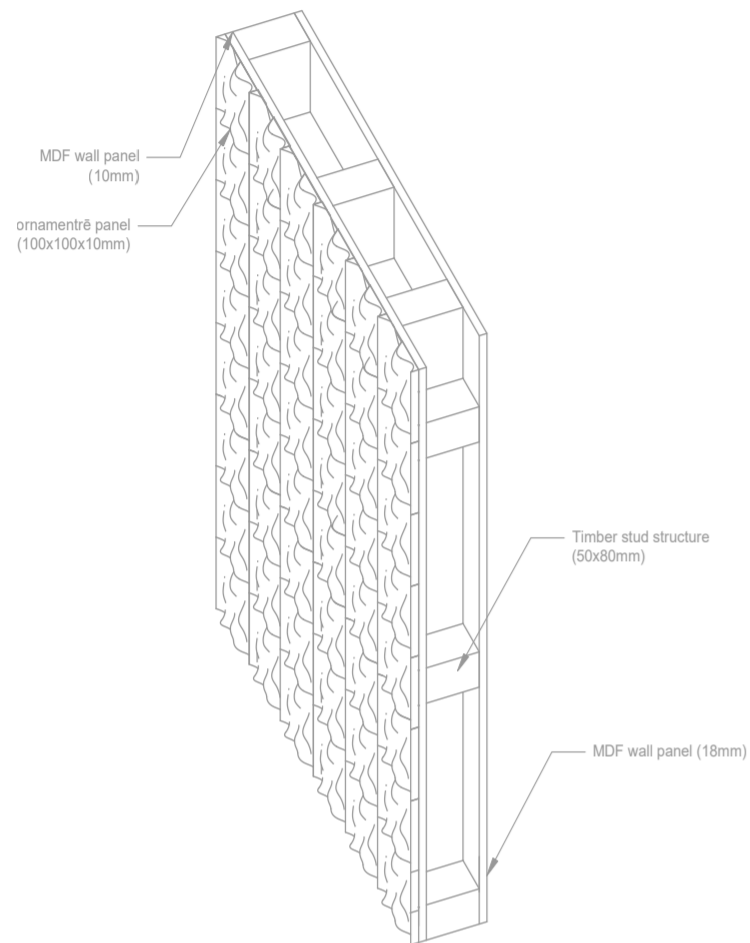 MDF wall panel
(10mm)
ornamentrē panel
(100x100x10mm)
Timber stud structure
(50x80mm)
MDF wall panel (18mm)